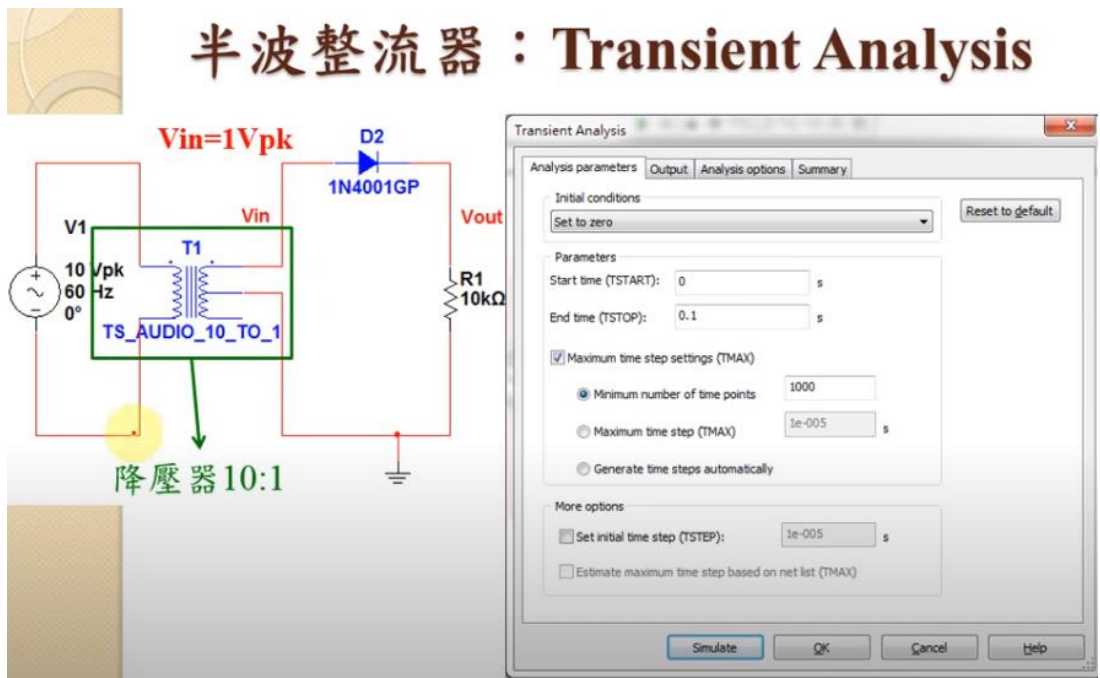 半波整流器：Transient Analysis
Vin=1Vpk
D2
1N4001GP
V1
Vin
Vout
T1
10 Vpk
60 Hz
0°
R1
10kΩ
TS_AUDIO_10_TO_1
降壓器10:1
Transient Analysis
Analysis parameters Output Analysis options Summary
Initial conditions
Set to zero
Reset to default
Parameters
Start time (TSTART): 0 s
End time (TSTOP): 0.1 s
Maximum time step settings (TMAX)
Minimum number of time points 1000
Maximum time step (TMAX) 1e-005 s
Generate time steps automatically
More options
Set initial time step (TSTEP): 1e-005 s
Estimate maximum time step based on net list (TMAX)
Simulate OK Cancel Help